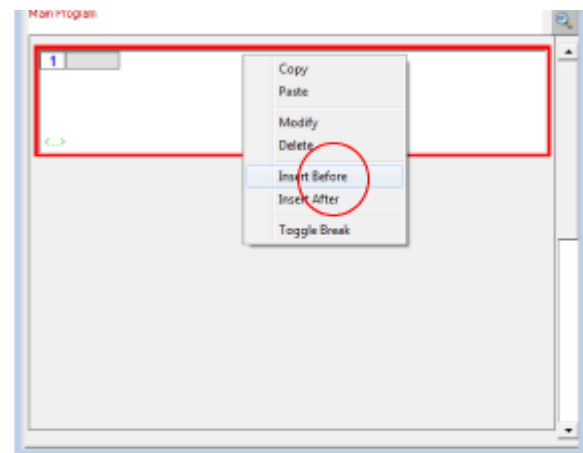 Main Program
1
<...>
Copy
Paste
Modify
Delete
Insert Before
Insert After
Toggle Break